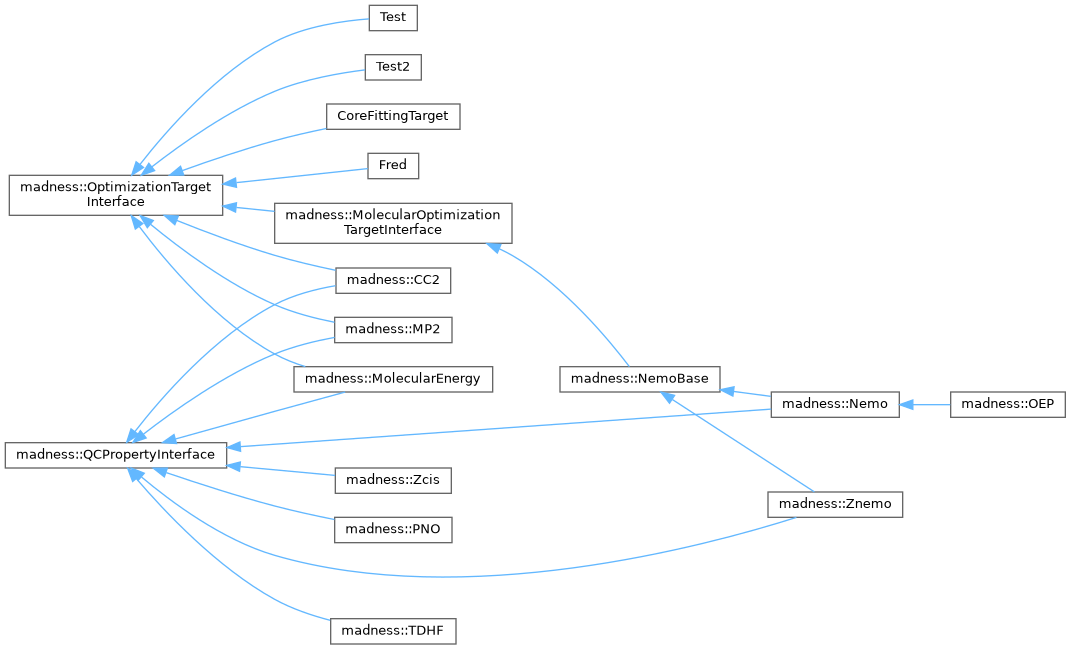 Test
Test2
CoreFittingTarget
Fred
madness::OptimizationTarget
Interface
madness::MolecularOptimization
TargetInterface
madness::CC2
madness::MP2
madness::MolecularEnergy
madness::NemoBase
madness::Nemo
madness::OEP
madness::QCPropertyInterface
madness::Zcis
madness::Znemo
madness::PNO
madness::TDHF